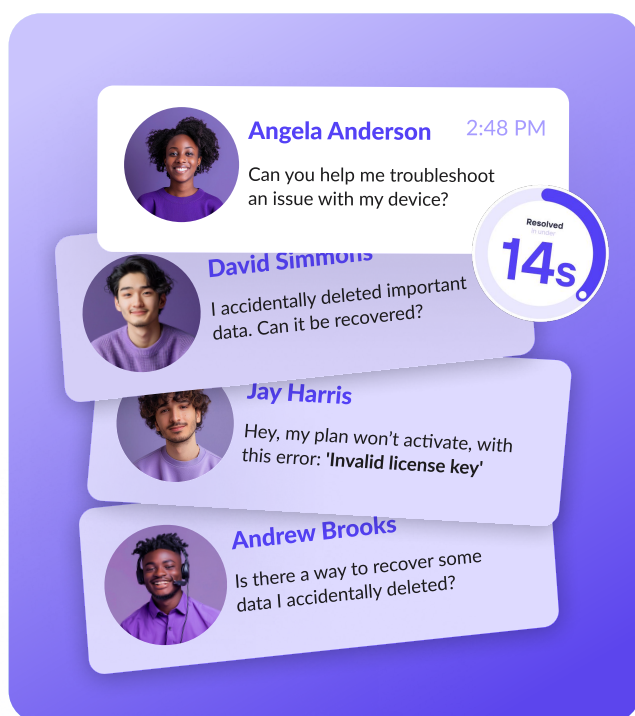 Angela Anderson
2:48 PM
Can you help me troubleshoot
an issue with my device?
Resolved
in under
14s
David Simmons
I accidentally deleted important
data. Can it be recovered?
Jay Harris
Hey, my plan won’t activate, with
this error: 'Invalid license key'
Andrew Brooks
Is there a way to recover some
data I accidentally deleted?